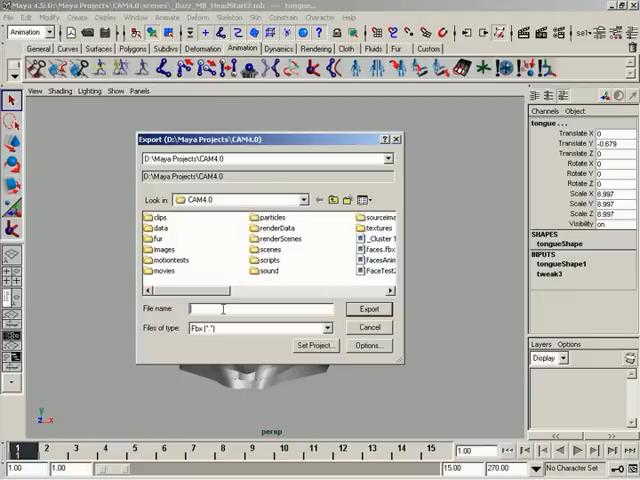 Maya 4.5: D:\Maya Projects\CAM4.0\scenes\_Buzz_MB_HeadStart7.mb --- tongue...
File Edit Modify Create Display Window Animate Deform Skeleton Skin Constrain Character Help
Animation sel
General Curves Surfaces Polygons Subdivs Deformation Animation Dynamics Rendering Cloth Fluids Fur Custom
View Shading Lighting Show Panels
Channels Object
tongue ...
Translate X 0
Translate Y -0.679
Translate Z 0
Rotate X 0
Rotate Y 0
Rotate Z 0
Scale X 8.997
Scale Y 8.997
Scale Z 8.997
Visibility on
SHAPES
tongueShape
INPUTS
tongueShape1
tweak3
Export (D:\Maya Projects\CAM4.0)
D:\Maya Projects\CAM4.0
D:\Maya Projects\CAM4.0
Look in: CAM4.0
clips particles sourceima
data renderData textures
fur renderScenes _Cluster T
images scenes faces.fbx
motiontests scripts facesAnim
movies sound FaceTest2
File name: Export
Files of type: Fbx (*.*) Cancel
Set Project... Options...
Layers Options
Display
y
z x
persp
1 2 3 4 5 6 7 8 9 10 11 12 13 14 15 1.00
1.00 1.00 15.00 270.00 No Character Set